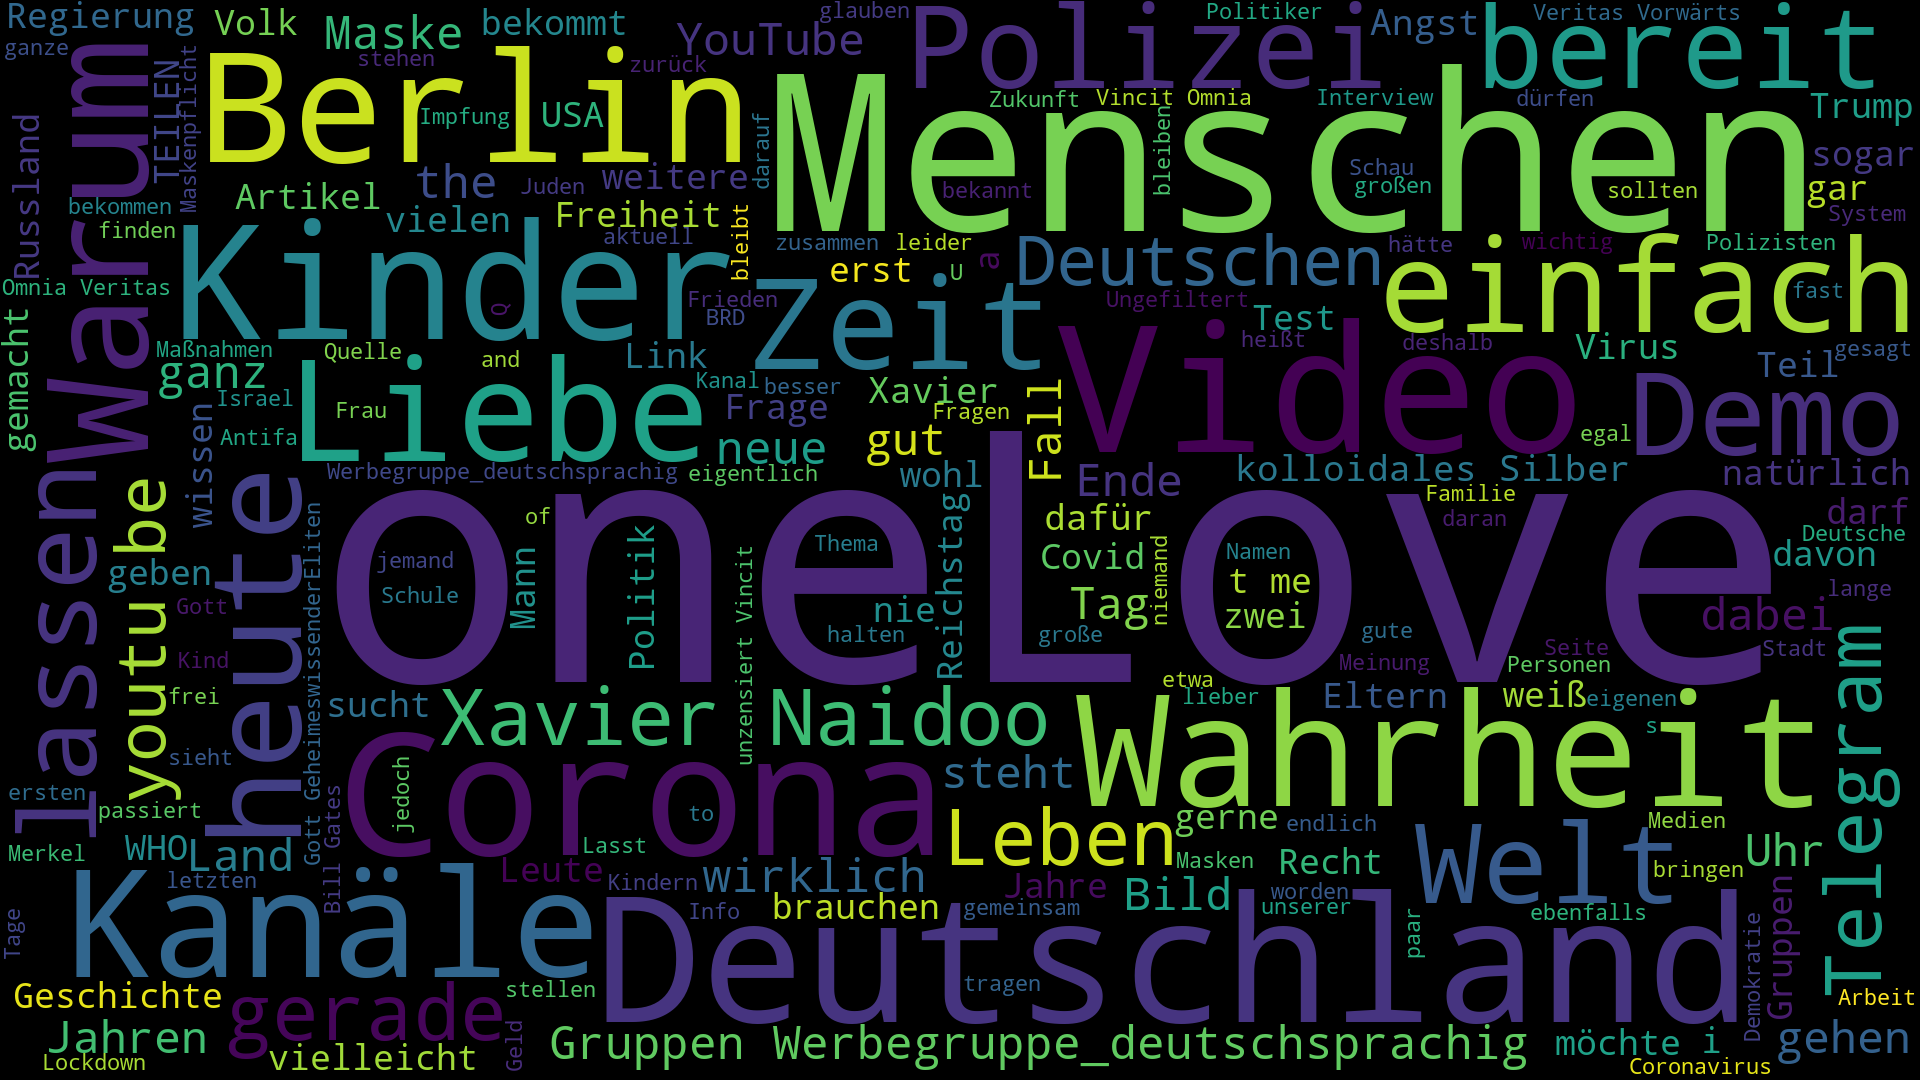 Regierung
Volk
Maske
bekommt
YouTube
glauben
Polizei
Politiker
Angst
Veritas Vorwärts
bereit
ganze
stehen
zurück
Warum
TEILEN
Maskenpflicht
Berlin
Impfung
USA
Menschen
Zukunft
Vincit Omnia
Interview
dürfen
Trump
Russland
darauf
bleiben
Schau
sogar
Artikel
the
Juden
weitere
bekannt
großen
sollten
gar
System
bekommen
finden
vielen
Freiheit
aktuell
bleibt
zusammen
leider
Deutschen
hätte
wichtig
Polizisten
Omnia Veritas
Kinder
Q
Frieden
BRD
Zeit
erst
U
a
Ungefiltert
Test
heißt
einfach
fast
gemacht
Maßnahmen
ganz
Quelle
and
Link
Kanal
besser
Xavier
Fall
Video
deshalb
Virus
Teil
gesagt
Israel
Frau
Liebe
Frage
Fragen
Antifa
neue
gut
egal
Demo
wissen
Werbegruppe_deutschsprachig
eigentlich
wohl
Ende
kolloidales Silber
natürlich
lassen
youtube
heute
Gott GeheimeswissenderEliten
oneLove
of
Reichstag
dafür
Familie
daran
darf
Deutsche
jemand
Mann
Politik
unzensiert Vincit
Thema
Covid
niemand
Namen
davon
geben
Schule
nie
Tag
t me
zwei
lange
Gott
halten
große
gute
dabei
Telegram
Kind
Meinung
Seite
Stadt
Personen
frei
sucht
Xavier Naidoo
etwa
lieber
Eltern
weiß
eigenen
sieht
jedoch
Corona
steht
Wahrheit
s
ersten
passiert
Bill Gates
to
Leben
gerne
endlich
Welt
Medien
Uhr
Merkel
WHO
Land
Lasst
Masken
Recht
bringen
letzten
Leute
Kindern
wirklich
Jahre
Bild
worden
unserer
Tage
Kanäle
Info
brauchen
gemeinsam
Deutschland
paar
ebenfalls
Demokratie
Gruppen
Geschichte
gerade
stellen
tragen
Arbeit
Jahren
Geld
Gruppen Werbegruppe_deutschsprachig
möchte
i
gehen
Lockdown
vielleicht
Coronavirus